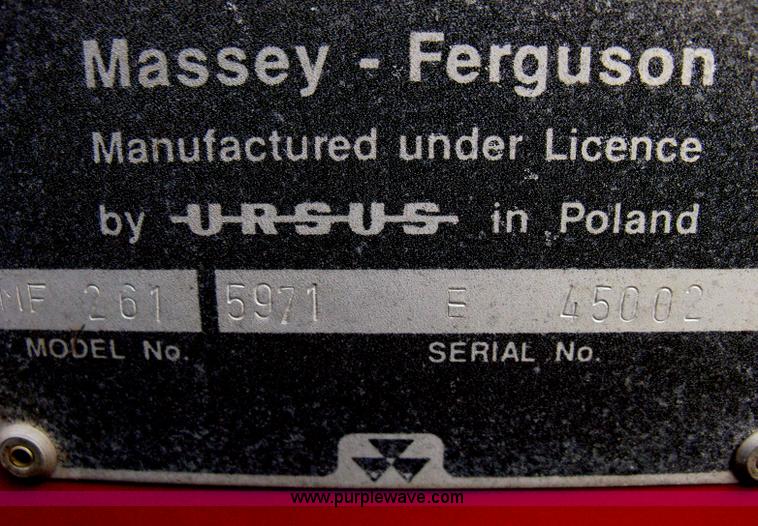 Massey - Ferguson
Manufactured under Licence
by URSUS in Poland
MF 261 5971 E 45002
MODEL No. SERIAL No.
www.purplewave.com